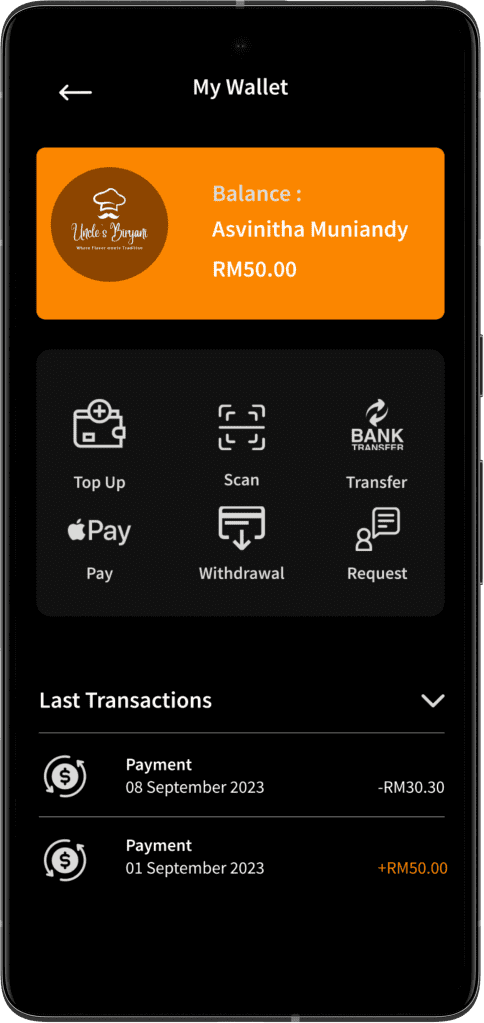 My Wallet
Uncle's Biryani
Where Flavor meets Tradition
Balance :
Asvinitha Muniandy
RM50.00
BANK
TRANSFER
Top Up
Scan
Transfer
Pay
Pay
Withdrawal
Request
Last Transactions
Payment
08 September 2023
-RM30.30
Payment
01 September 2023
+RM50.00